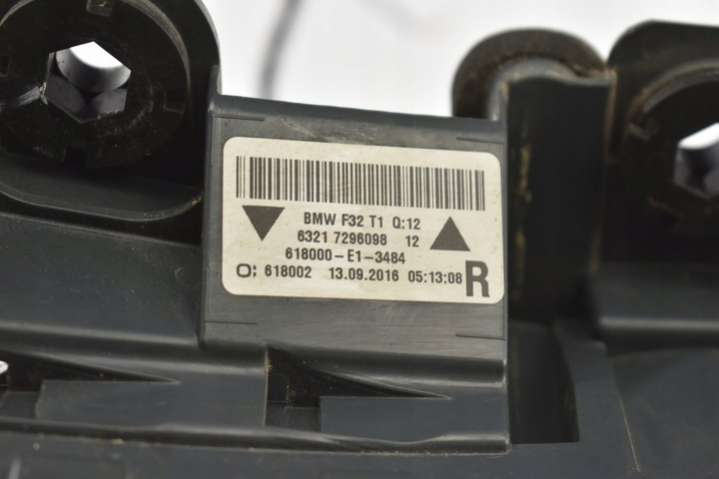 BMW F32 T1 Q:12
6321 7296098 12
618000-E1-3484
O: 618002 13.09.2016 05:13:08 R